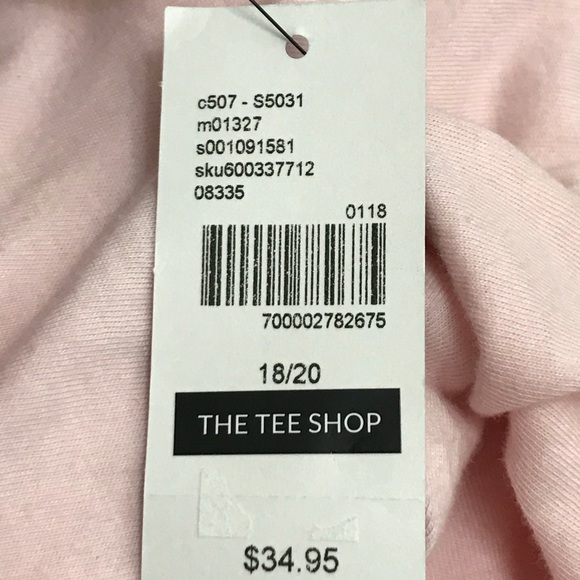 c507 - S5031
m01327
s001091581
sku600337712
08335
0118
700002782675
18/20
THE TEE SHOP
$34.95